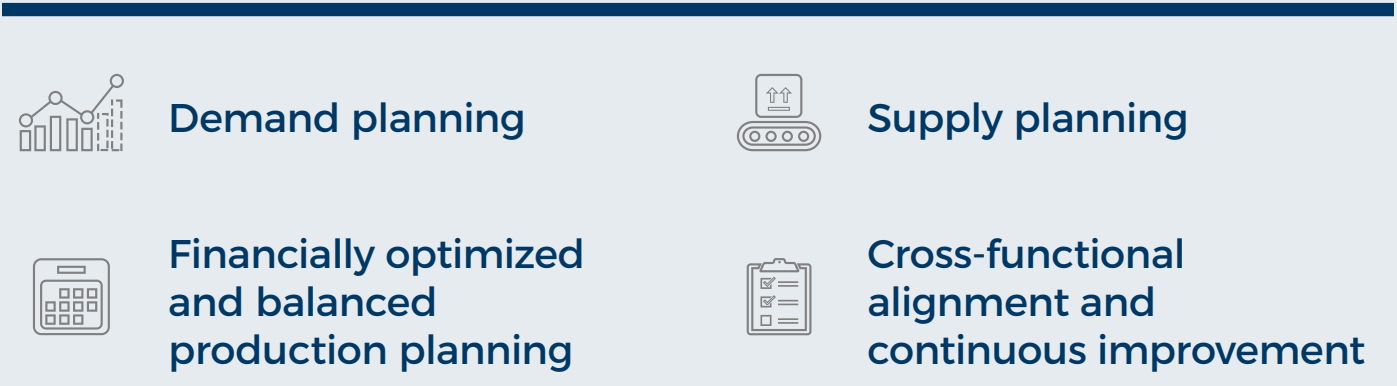 Demand planning
Supply planning
Financially optimized
and balanced
production planning
Cross-functional
alignment and
continuous improvement